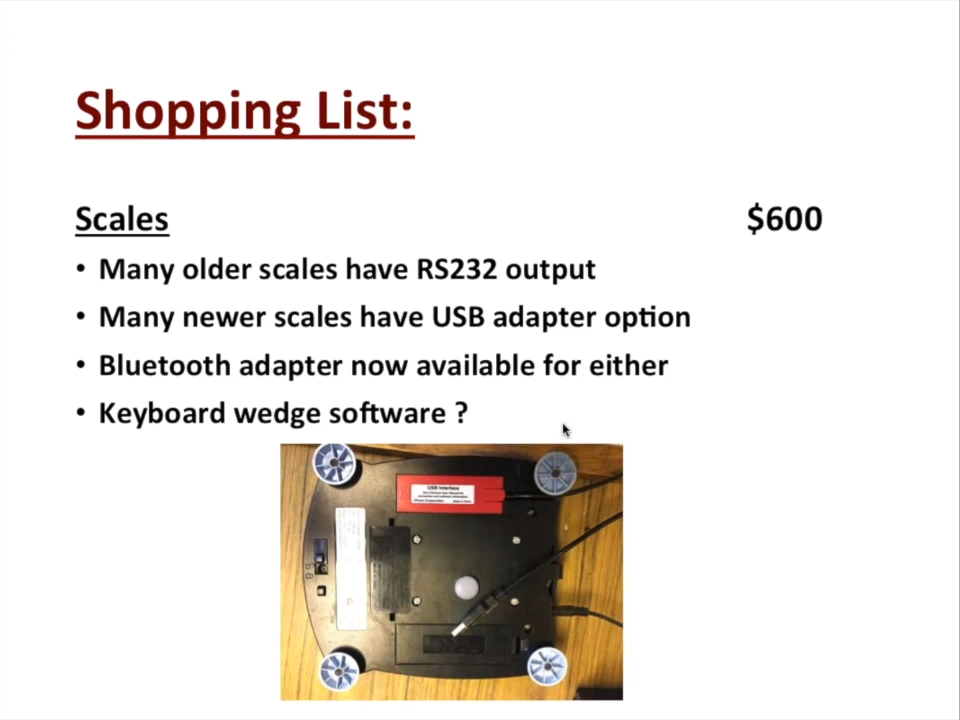 Shopping List:
Scales $600
• Many older scales have RS232 output
• Many newer scales have USB adapter option
• Bluetooth adapter now available for either
• Keyboard wedge software ?
USB Interface